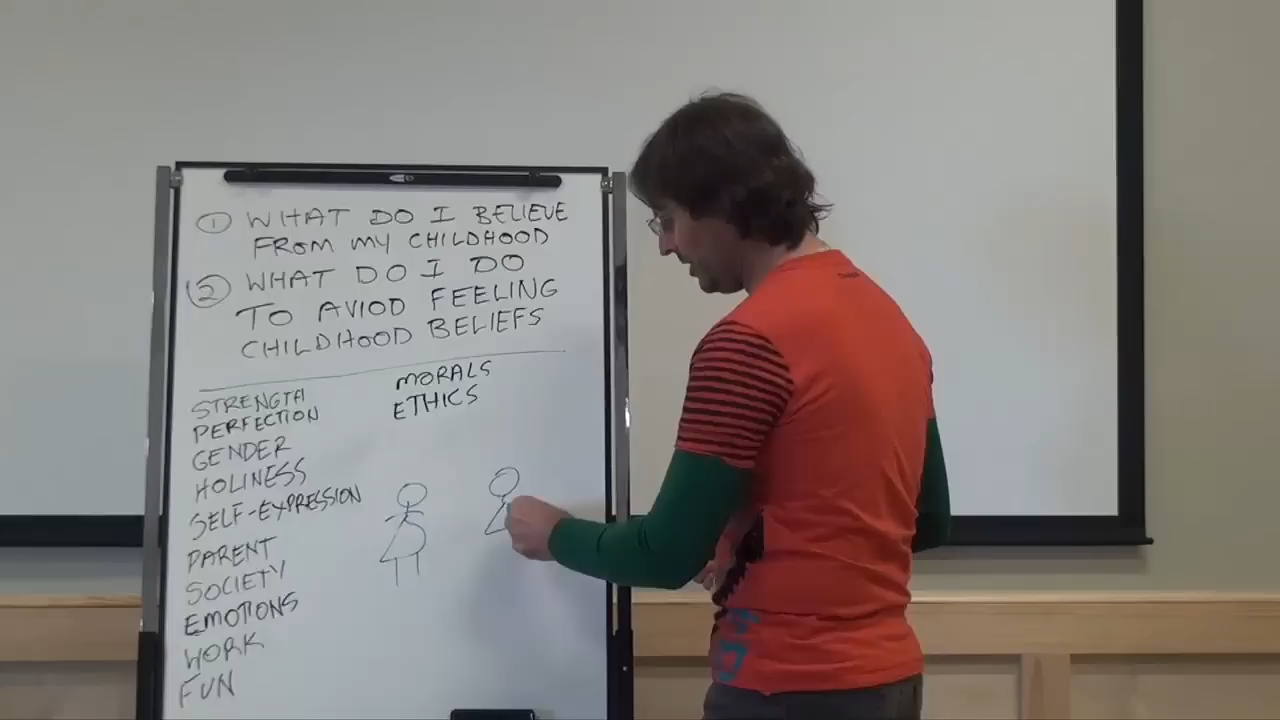 ① WHAT DO I BELIEVE
FROM MY CHILDHOOD
② WHAT DO I DO
TO AVIOD FEELING
CHILDHOOD BELIEFS
STRENGTH
PERFECTION
GENDER
HOLINESS
SELF-EXPRESSION
PARENT
SOCIETY
EMOTIONS
WORK
FUN
MORALS
ETHICS